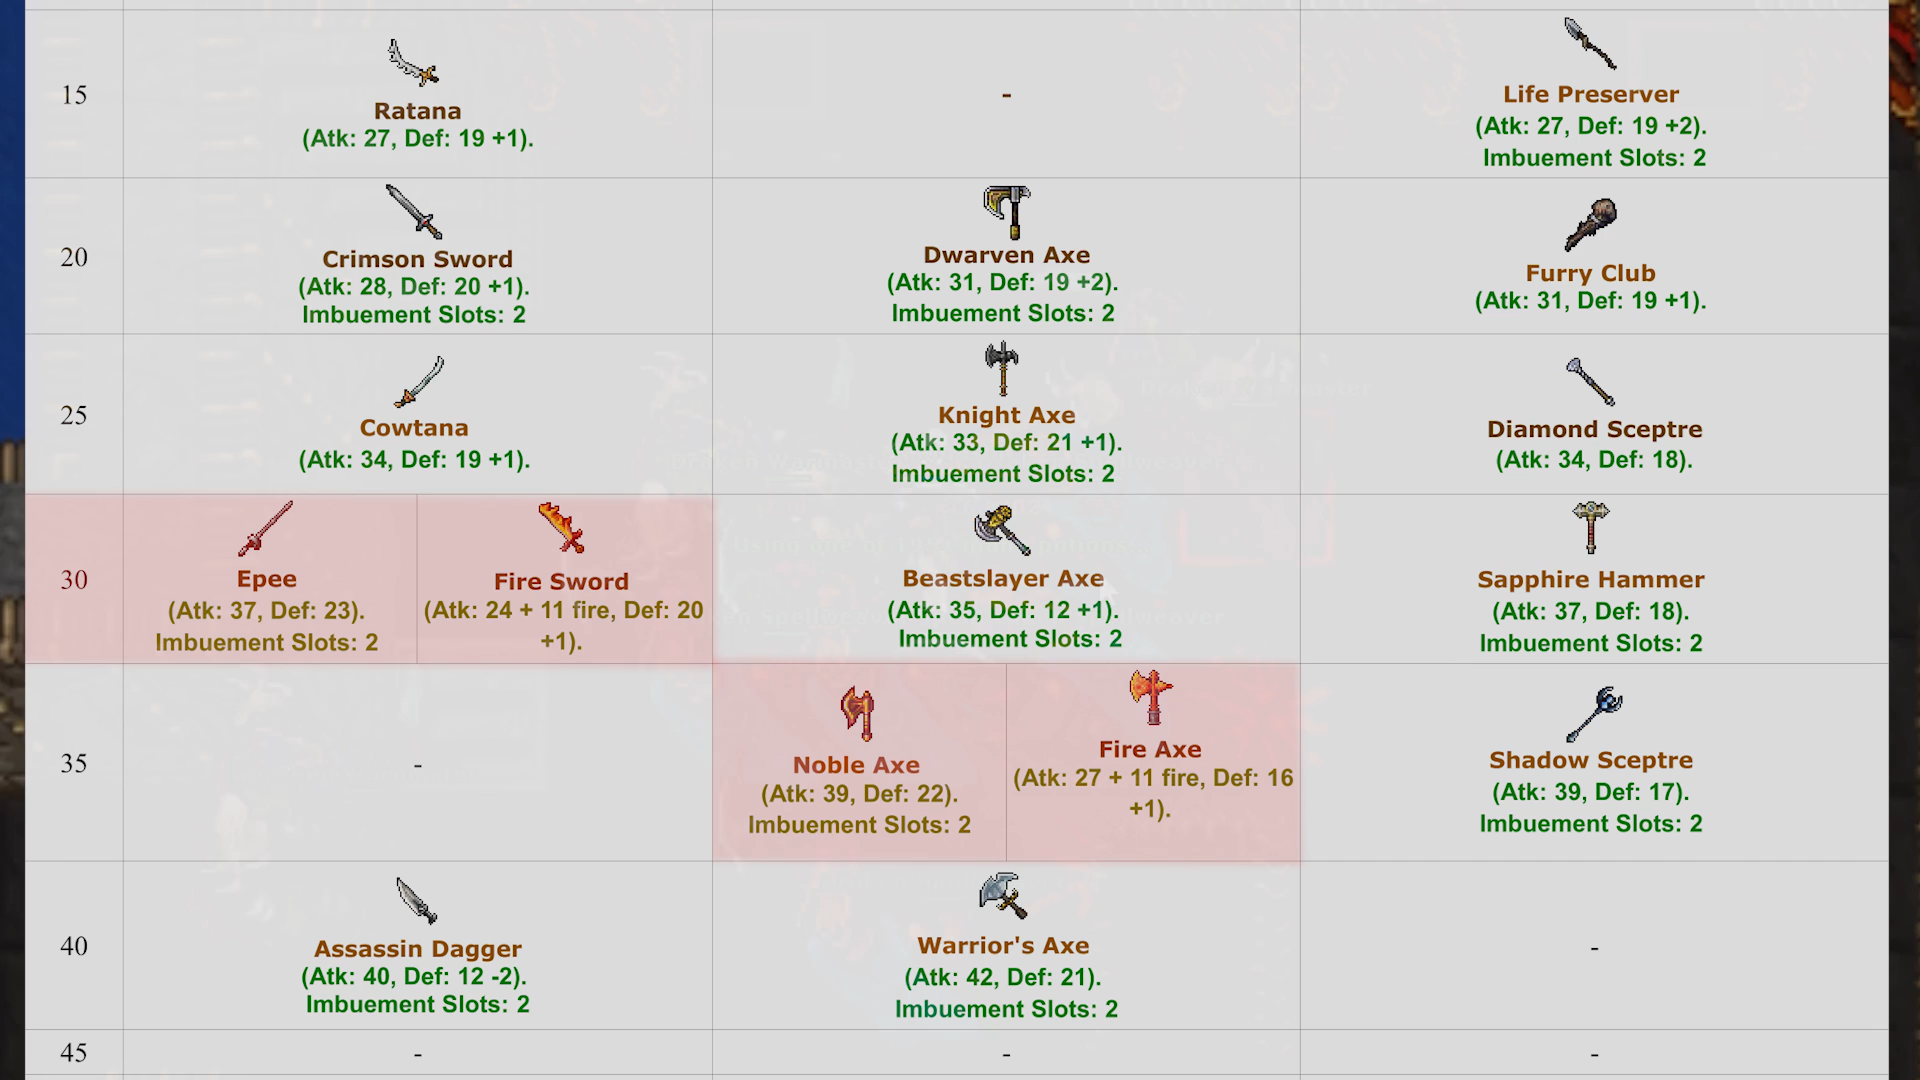 15
Ratana
(Atk: 27, Def: 19 +1).
-
Life Preserver
(Atk: 27, Def: 19 +2).
Imbuement Slots: 2
20
Crimson Sword
(Atk: 28, Def: 20 +1).
Imbuement Slots: 2
Dwarven Axe
(Atk: 31, Def: 19 +2).
Imbuement Slots: 2
Furry Club
(Atk: 31, Def: 19 +1).
25
Cowtana
(Atk: 34, Def: 19 +1).
Knight Axe
(Atk: 33, Def: 21 +1).
Imbuement Slots: 2
Diamond Sceptre
(Atk: 34, Def: 18).
30
Epee
(Atk: 37, Def: 23).
Imbuement Slots: 2
Fire Sword
(Atk: 24 + 11 fire, Def: 20
+1).
Beastslayer Axe
(Atk: 35, Def: 12 +1).
Imbuement Slots: 2
Sapphire Hammer
(Atk: 37, Def: 18).
Imbuement Slots: 2
35
-
Noble Axe
(Atk: 39, Def: 22).
Imbuement Slots: 2
Fire Axe
(Atk: 27 + 11 fire, Def: 16
+1).
Shadow Sceptre
(Atk: 39, Def: 17).
Imbuement Slots: 2
40
Assassin Dagger
(Atk: 40, Def: 12 -2).
Imbuement Slots: 2
Warrior's Axe
(Atk: 42, Def: 21).
Imbuement Slots: 2
-
45
-
-
-